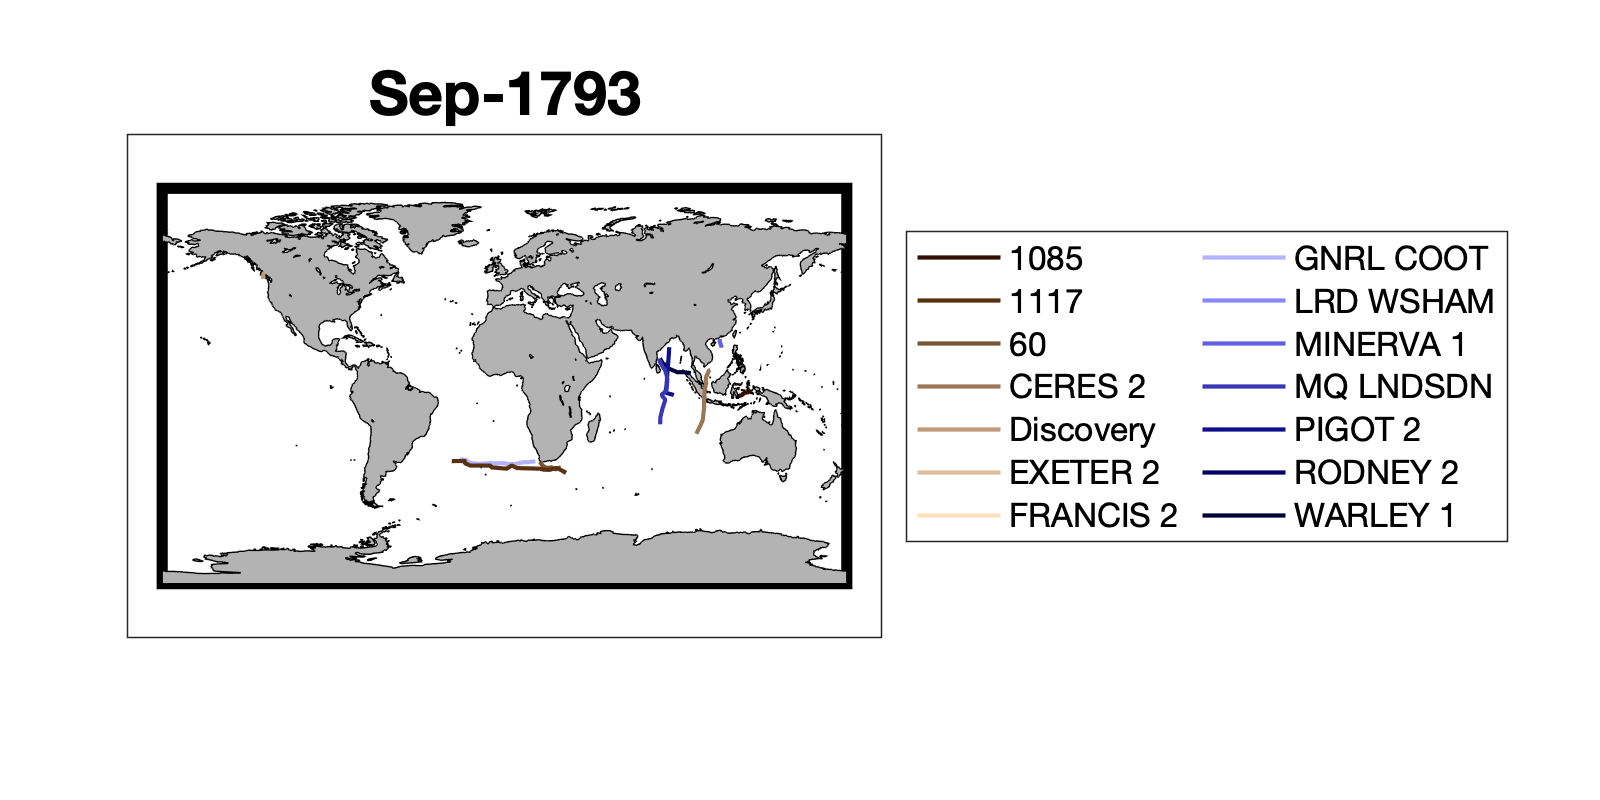 Sep-1793
1085
1117
60
CERES 2
Discovery
EXETER 2
FRANCIS 2
GNRL COOT
LRD WSHAM
MINERVA 1
MQ LNDSDN
PIGOT 2
RODNEY 2
WARLEY 1